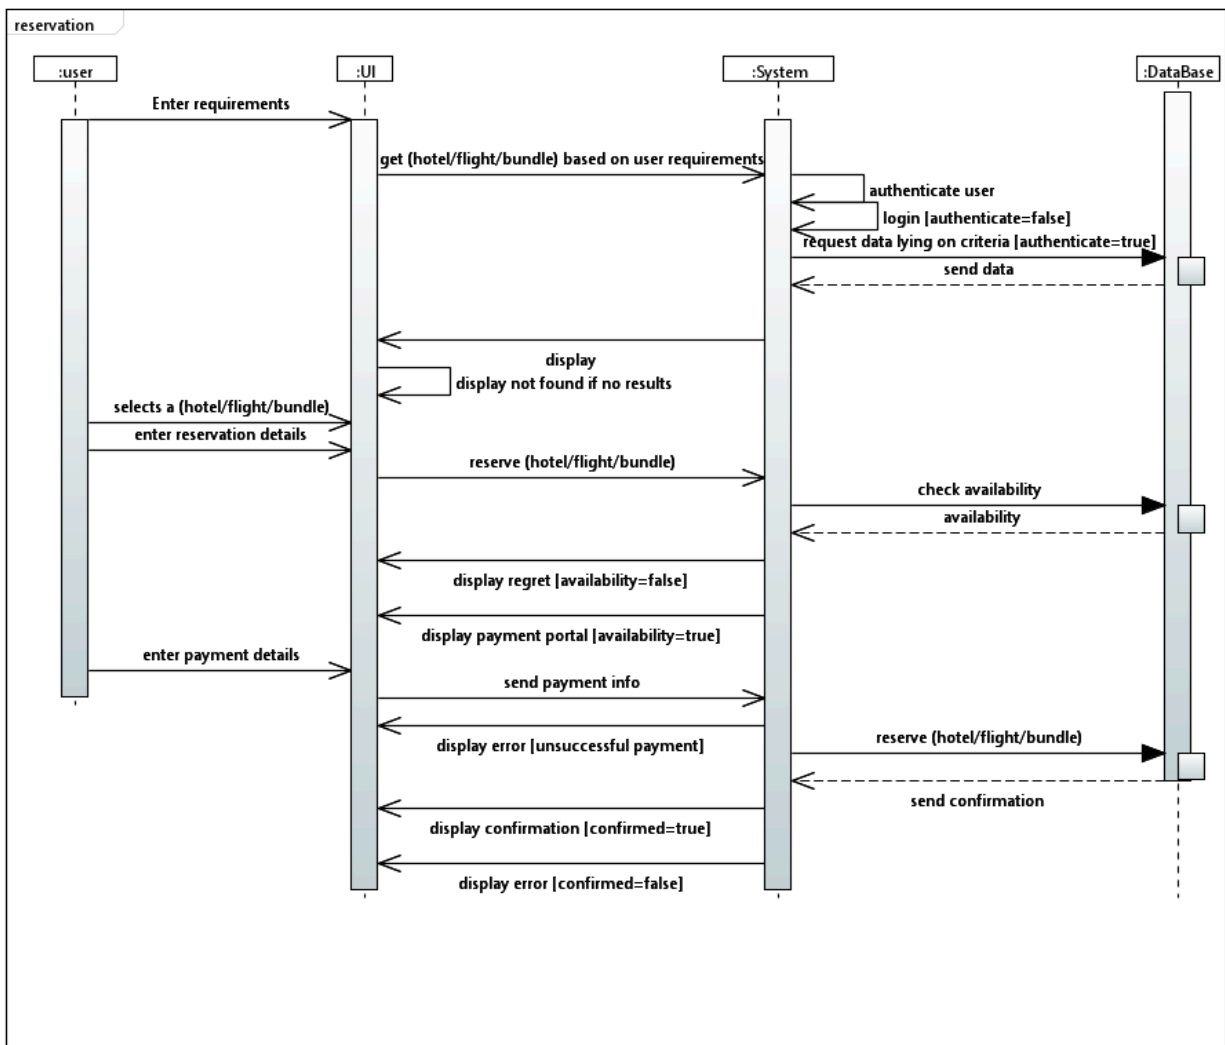 reservation
:user
:UI
:System
:DataBase
Enter requirements
get (hotel/flight/bundle) based on user requirements
authenticate user
login [authenticate=false]
request data lying on criteria [authenticate=true]
send data
display
display not found if no results
selects a (hotel/flight/bundle)
enter reservation details
reserve (hotel/flight/bundle)
check availability
availability
display regret [availability=false]
display payment portal [availability=true]
enter payment details
send payment info
display error [unsuccessful payment]
reserve (hotel/flight/bundle)
send confirmation
display confirmation [confirmed=true]
display error [confirmed=false]